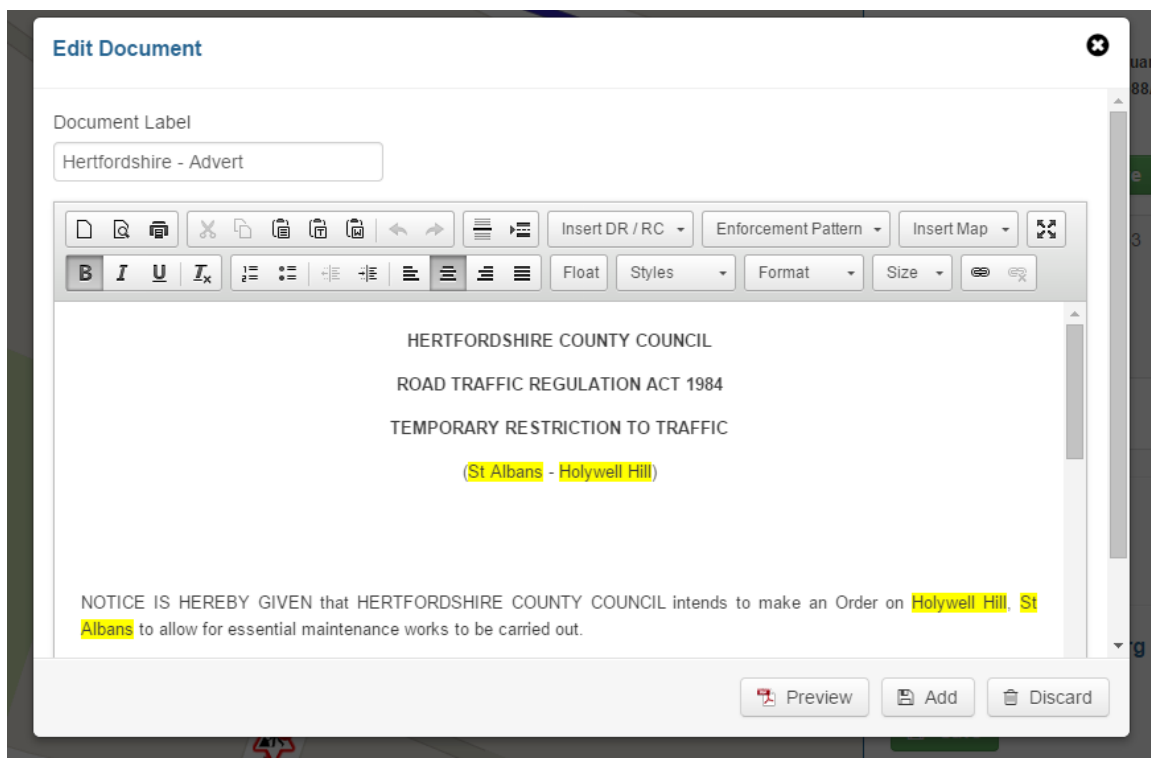 Edit Document
Document Label
Hertfordshire - Advert
Insert DR / RC
Enforcement Pattern
Insert Map
B I U Ix
Float
Styles
Format
Size
HERTFORDSHIRE COUNTY COUNCIL
ROAD TRAFFIC REGULATION ACT 1984
TEMPORARY RESTRICTION TO TRAFFIC
(St Albans - Holywell Hill)
NOTICE IS HEREBY GIVEN that HERTFORDSHIRE COUNTY COUNCIL intends to make an Order on Holywell Hill, St
Albans to allow for essential maintenance works to be carried out.
Preview
Add
Discard